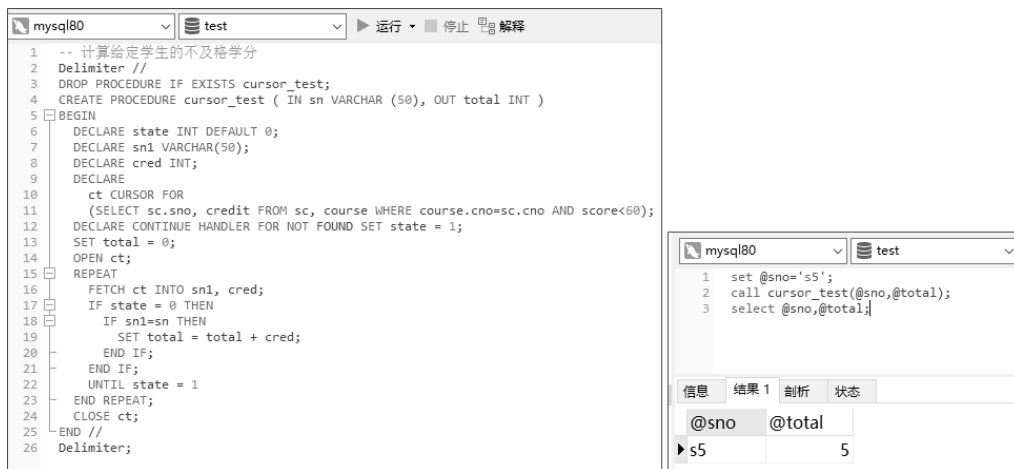 mysql80 test 运行 停止 解释
1 -- 计算给定学生的不及格学分
2 Delimiter //
3 DROP PROCEDURE IF EXISTS cursor_test;
4 CREATE PROCEDURE cursor_test ( IN sn VARCHAR (50), OUT total INT )
5 BEGIN
6 DECLARE state INT DEFAULT 0;
7 DECLARE sn1 VARCHAR(50);
8 DECLARE cred INT;
9 DECLARE
10 ct CURSOR FOR
11 (SELECT sc.sno, credit FROM sc, course WHERE course.cno=sc.cno AND score<60);
12 DECLARE CONTINUE HANDLER FOR NOT FOUND SET state = 1;
13 SET total = 0;
14 OPEN ct;
15 REPEAT
16 FETCH ct INTO sn1, cred;
17 IF state = 0 THEN
18 IF sn1=sn THEN
19 SET total = total + cred;
20 END IF;
21 END IF;
22 UNTIL state = 1
23 END REPEAT;
24 CLOSE ct;
25 END //
26 Delimiter;
mysql80 test
1 set @sno='s5';
2 call cursor_test(@sno,@total);
3 select @sno,@total;
信息 结果 1 剖析 状态
@sno @total
s5 5